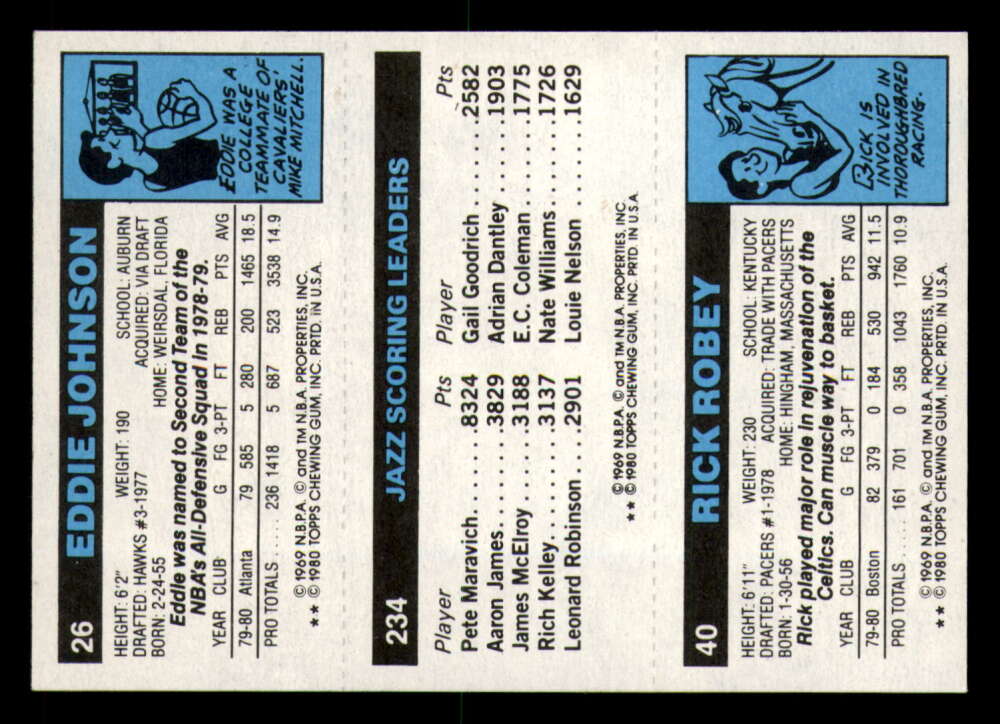 26 EDDIE JOHNSON
HEIGHT: 6'2" WEIGHT: 190 SCHOOL: AUBURN
DRAFTED: HAWKS #3-1977 ACQUIRED: VIA DRAFT
BORN: 2-24-55 HOME: WEIRSDAL, FLORIDA
Eddie was named to Second Team of the
NBA's All-Defensive Squad in 1978-79.
YEAR CLUB G FG 3-PT FT REB PTS AVG
79-80 Atlanta 79 585 5 280 200 1465 18.5
PRO TOTALS.... 236 1418 5 687 523 3538 14.9
© 1969 N.B.P.A. © and TM N.B.A. PROPERTIES, INC.
★★ © 1980 TOPPS CHEWING GUM, INC. PRTD. IN U.S.A.
EDDIE WAS A
COLLEGE
TEAMMATE OF
CAVALIERS'
MIKE MITCHELL.
234 JAZZ SCORING LEADERS
Player Pts Player Pts
Pete Maravich.....8324 Gail Goodrich.......2582
Aaron James.......3829 Adrian Dantley.....1903
James McElroy....3188 E.C. Coleman......1775
Rich Kelley.........3137 Nate Williams......1726
Leonard Robinson ...2901 Louie Nelson .......1629
© 1969 N.B.P.A. © and TM N.B.A. PROPERTIES, INC.
★★ © 1980 TOPPS CHEWING GUM, INC. PRTD. IN U.S.A.
40 RICK ROBEY
HEIGHT: 6'11" WEIGHT: 230 SCHOOL: KENTUCKY
DRAFTED: PACERS #1-1978 ACQUIRED: TRADE WITH PACERS
BORN: 1-30-56 HOME: HINGHAM, MASSACHUSETTS
Rick played major role in rejuvenation of the
Celtics. Can muscle way to basket.
YEAR CLUB G FG 3-PT FT REB PTS AVG
79-80 Boston 82 379 0 184 530 942 11.5
PRO TOTALS..... 161 701 0 358 1043 1760 10.9
© 1969 N.B.P.A. © and TM N.B.A. PROPERTIES, INC.
★★ © 1980 TOPPS CHEWING GUM, INC. PRTD. IN U.S.A.
RICK IS
INVOLVED IN
THOROUGHBRED
RACING.